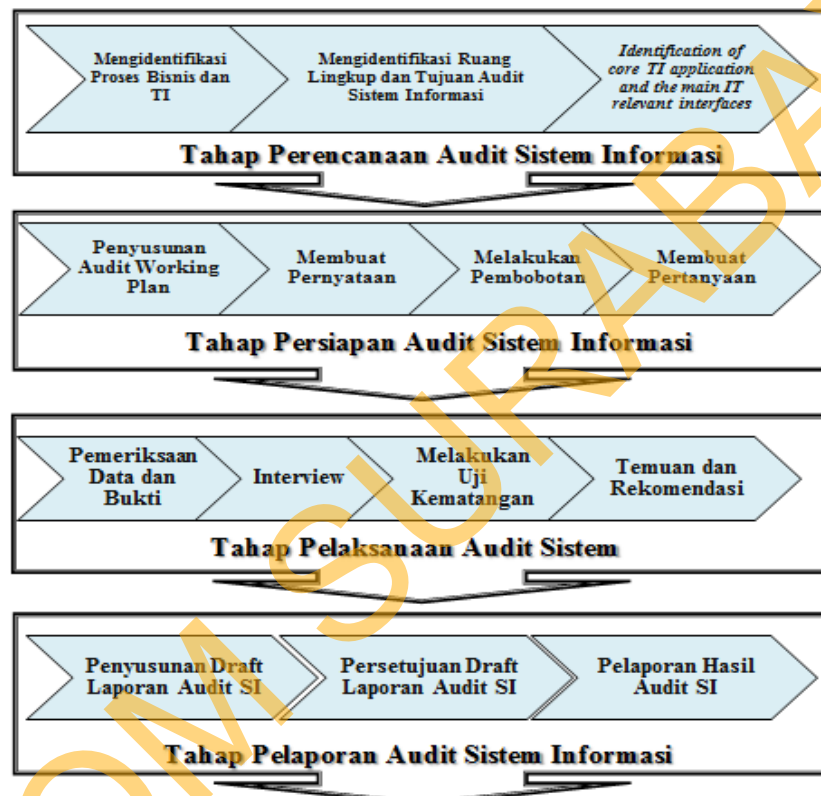 Mengidentifikasi
Proses Bisnis dan
TI
Mengidentifikasi Ruang
Lingkup dan Tujuan Audit
Sistem Informasi
Identification of
core TI application
and the main IT
relevant interfaces
Tahap Perencanaan Audit Sistem Informasi
Penyusunan
Audit Working
Plan
Membuat
Pernyataan
Melakukan
Pembobotan
Membuat
Pertanyaan
Tahap Persiapan Audit Sistem Informasi
Pemeriksaan
Data dan
Bukti
Interview
Melakukan
Uji
Kematangan
Temuan dan
Rekomendasi
Tahap Pelaksanaan Audit Sistem
Penyusunan Draft
Laporan Audit SI
Persetujuan Draft
Laporan Audit SI
Pelaporan Hasil
Audit SI
Tahap Pelaporan Audit Sistem Informasi
OM SURABA